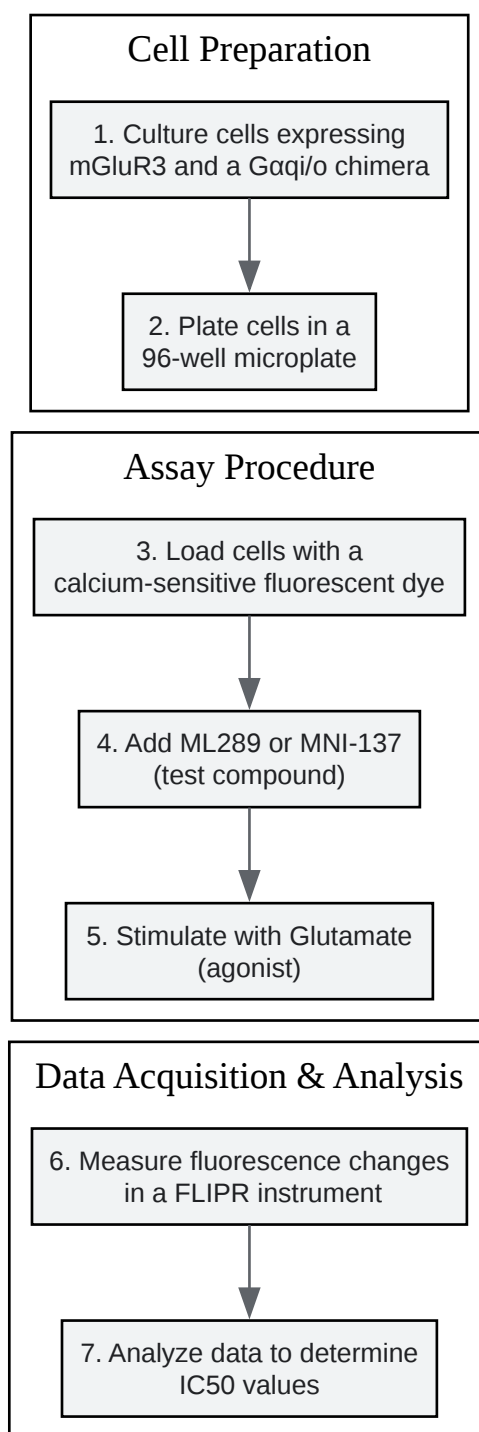 Cell Preparation
1. Culture cells expressing
mGluR3 and a Gαqi/o chimera
2. Plate cells in a
96-well microplate
Assay Procedure
3. Load cells with a
calcium-sensitive fluorescent dye
4. Add ML289 or MNI-137
(test compound)
5. Stimulate with Glutamate
(agonist)
Data Acquisition & Analysis
6. Measure fluorescence changes
in a FLIPR instrument
7. Analyze data to determine
IC50 values